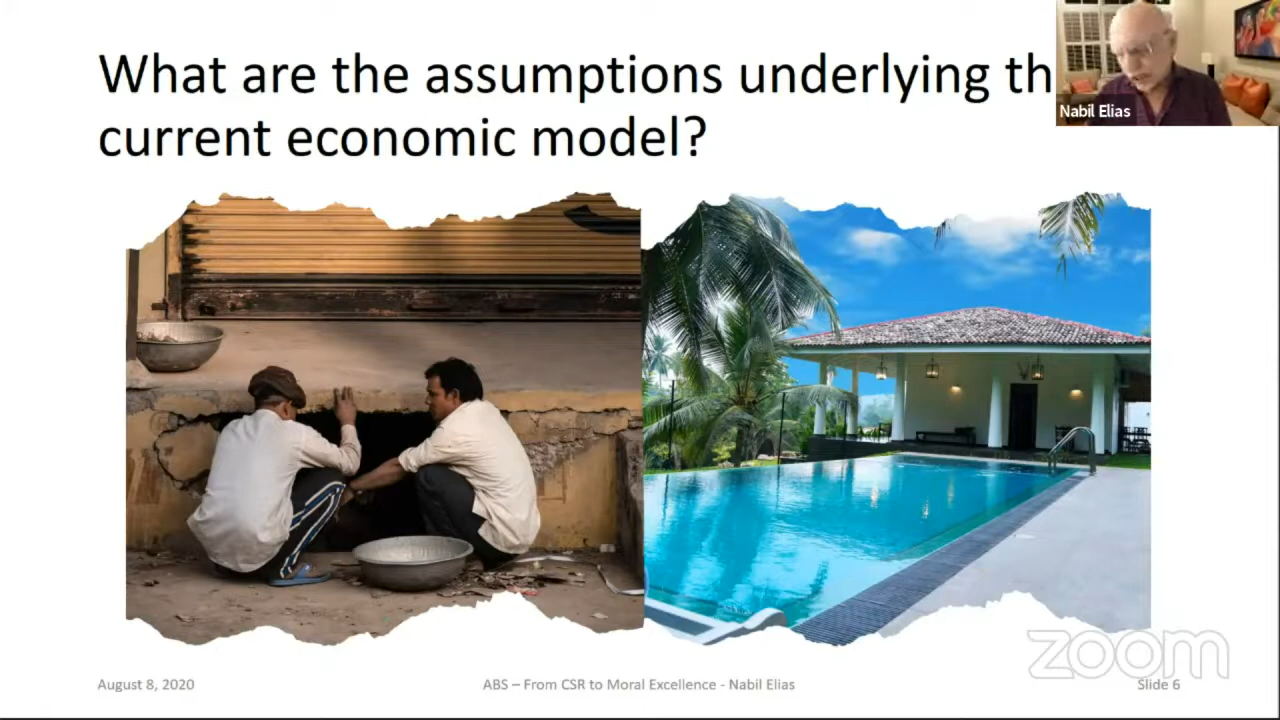 What are the assumptions underlying th
current economic model?
Nabil Elias
zoom
August 8, 2020
ABS – From CSR to Moral Excellence - Nabil Elias
Slide 6